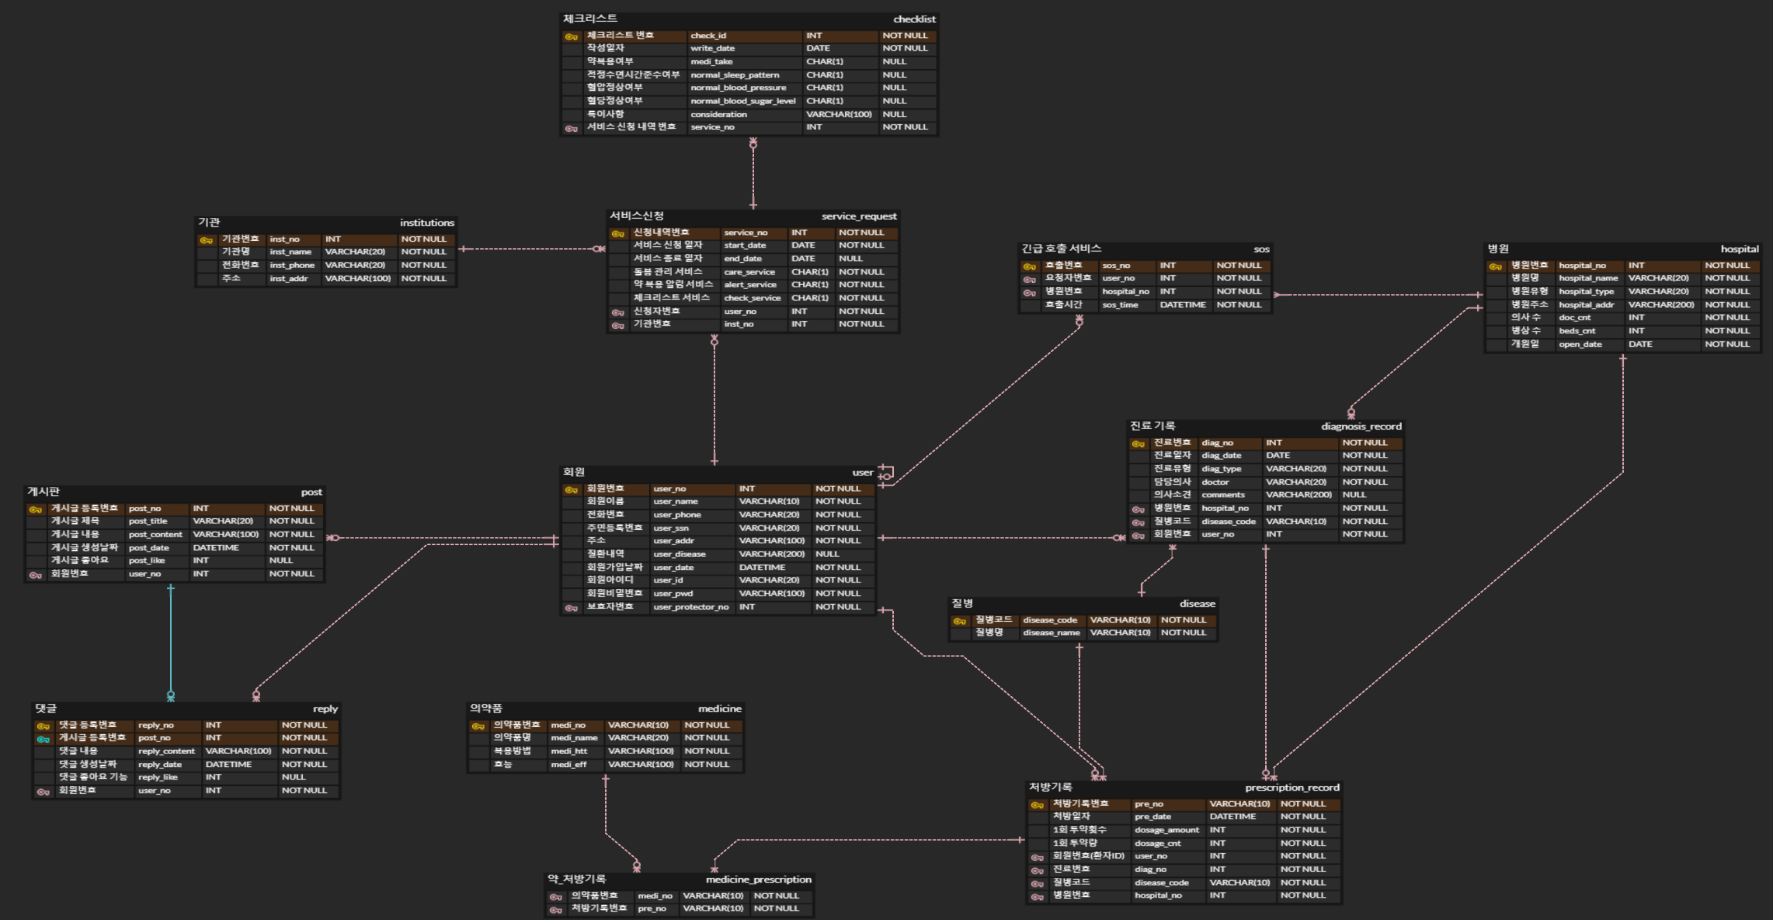 체크리스트 checklist
체크리스트 번호 check_id INT NOT NULL
작성일자 write_date DATE NOT NULL
약복용여부 medi_take CHAR(1) NULL
적정수면시간준수여부 normal_sleep_pattern CHAR(1) NULL
혈압정상여부 normal_blood_pressure CHAR(1) NULL
혈당정상여부 normal_blood_sugar_level CHAR(1) NULL
특이사항 consideration VARCHAR(100) NULL
서비스 신청 내역 번호 service_no INT NOT NULL
기관 institutions
기관번호 inst_no INT NOT NULL
기관명 inst_name VARCHAR(20) NOT NULL
전화번호 inst_phone VARCHAR(20) NOT NULL
주소 inst_addr VARCHAR(100) NOT NULL
서비스신청 service_request
신청내역번호 service_no INT NOT NULL
서비스 신청 일자 start_date DATE NOT NULL
서비스 종료 일자 end_date DATE NULL
돌봄 관리 서비스 care_service CHAR(1) NOT NULL
약 복용 알림 서비스 alert_service CHAR(1) NOT NULL
체크리스트 서비스 check_service CHAR(1) NOT NULL
신청자번호 user_no INT NOT NULL
기관번호 inst_no INT NOT NULL
긴급 호출 서비스 sos
호출번호 sos_no INT NOT NULL
요청자번호 user_no INT NOT NULL
병원번호 hospital_no INT NOT NULL
호출시간 sos_time DATETIME NOT NULL
병원 hospital
병원번호 hospital_no INT NOT NULL
병원명 hospital_name VARCHAR(20) NOT NULL
병원유형 hospital_type VARCHAR(20) NOT NULL
병원주소 hospital_addr VARCHAR(200) NOT NULL
의사 수 doc_cnt INT NOT NULL
병상 수 beds_cnt INT NOT NULL
개원일 open_date DATE NOT NULL
진료 기록 diagnosis_record
진료번호 diag_no INT NOT NULL
진료일자 diag_date DATE NOT NULL
진료유형 diag_type VARCHAR(20) NOT NULL
담당의사 doctor VARCHAR(20) NOT NULL
의사소견 comments VARCHAR(200) NULL
병원번호 hospital_no INT NOT NULL
질병코드 disease_code VARCHAR(10) NOT NULL
회원번호 user_no INT NOT NULL
회원 user
회원번호 user_no INT NOT NULL
회원이름 user_name VARCHAR(10) NOT NULL
전화번호 user_phone VARCHAR(20) NOT NULL
주민등록번호 user_ssn VARCHAR(20) NOT NULL
주소 user_addr VARCHAR(100) NOT NULL
질환내역 user_disease VARCHAR(200) NULL
회원가입날짜 user_date DATETIME NOT NULL
회원아이디 user_id VARCHAR(20) NOT NULL
회원비밀번호 user_pwd VARCHAR(100) NOT NULL
보호자번호 user_protector_no INT NOT NULL
게시판 post
게시글 등록번호 post_no INT NOT NULL
게시글 제목 post_title VARCHAR(20) NOT NULL
게시글 내용 post_content VARCHAR(100) NOT NULL
게시글 생성날짜 post_date DATETIME NOT NULL
게시글 좋아요 post_like INT NULL
회원번호 user_no INT NOT NULL
질병 disease
질병코드 disease_code VARCHAR(10) NOT NULL
질병명 disease_name VARCHAR(10) NOT NULL
댓글 reply
댓글 등록번호 reply_no INT NOT NULL
게시글 등록번호 post_no INT NOT NULL
댓글 내용 reply_content VARCHAR(100) NOT NULL
댓글 생성날짜 reply_date DATETIME NOT NULL
댓글 좋아요 기능 reply_like INT NULL
회원번호 user_no INT NOT NULL
의약품 medicine
의약품번호 medi_no VARCHAR(10) NOT NULL
의약품명 medi_name VARCHAR(20) NOT NULL
복용방법 medi_htt VARCHAR(100) NOT NULL
효능 medi_eff VARCHAR(100) NOT NULL
처방기록 prescription_record
처방기록번호 pre_no VARCHAR(10) NOT NULL
처방일자 pre_date DATETIME NOT NULL
1회 투약횟수 dosage_amount INT NOT NULL
1회 투약량 dosage_cnt INT NOT NULL
회원번호(환자ID) user_no INT NOT NULL
진료번호 diag_no INT NOT NULL
질병코드 disease_code VARCHAR(10) NOT NULL
병원번호 hospital_no INT NOT NULL
약_처방기록 medicine_prescription
의약품번호 medi_no VARCHAR(10) NOT NULL
처방기록번호 pre_no VARCHAR(10) NOT NULL